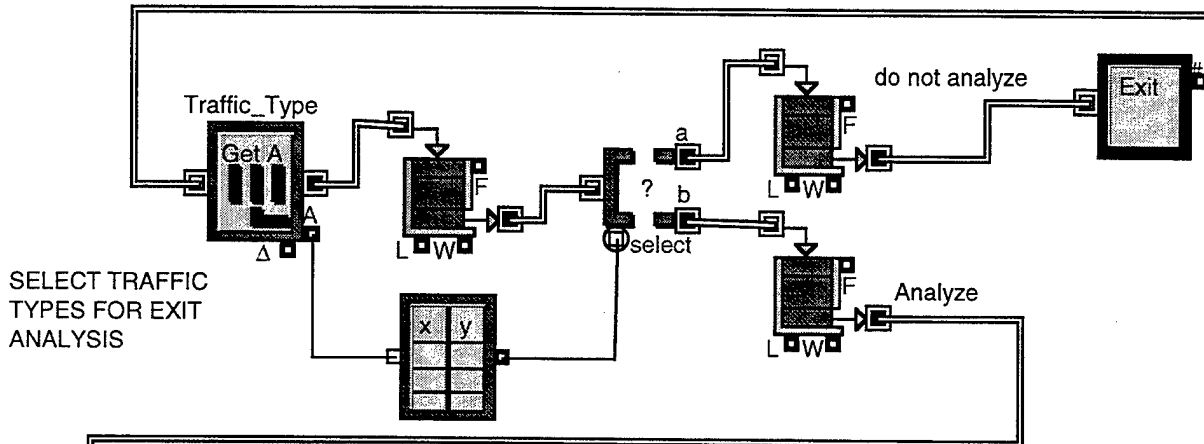 do not analyze
Exit
#
Traffic_Type
Get A
a
F
F
?
L W
b
A
L W
select
Δ
F
SELECT TRAFFIC
TYPES FOR EXIT
ANALYSIS
Analyze
x y
L W